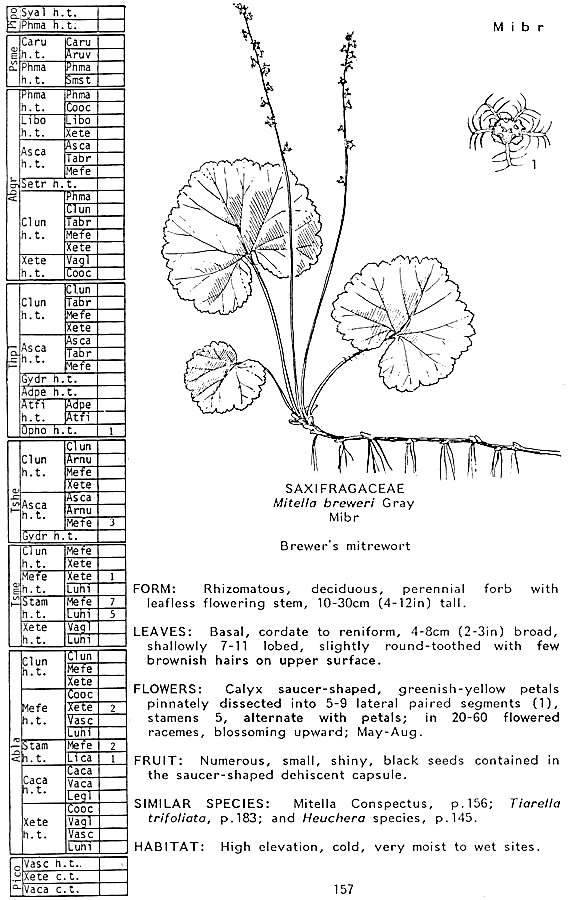 Mibr
Pipo
Syal h.t.
Phma h.t.
Psme
Caru h.t. Caru
Aruv
Phma h.t. Phma
Smst
Abgr
Phma h.t. Phma
Cooc
Libo h.t. Libo
Xete
Asca h.t. Asca
Tabr
Mefe
Setr h.t.
Clun h.t. Phma
Clun
Tabr
Mefe
Xete
Xete h.t. Vagl
Cooc
Thpl
Clun h.t. Clun
Tabr
Mefe
Xete
Asca h.t. Asca
Tabr
Mefe
Gydr h.t.
Adpe h.t.
Atfi h.t. Adpe
Atfi
Opho h.t. 1
Tshe
Clun h.t. Clun
Arnu
Mefe
Xete
Asca h.t. Asca
Arnu
Mefe 3
Gydr h.t.
Tsme
Clun h.t. Mefe
Xete
Mefe h.t. Xete 1
Luhi
Stam h.t. Mefe 7
Luhi 5
Xete h.t. Vagl
Luhi
Abla
Clun h.t. Clun
Mefe
Xete
Mefe h.t. Cooc
Xete 2
Vasc
Luhi
Stam h.t. Mefe 2
Lica 1
Caca h.t. Caca
Vaca
Legl
Xete h.t. Cooc
Vagl
Vasc
Luhi
Pico
Vasc h.t.
Xete c.t.
Vaca c.t.
1
SAXIFRAGACEAE
Mitella breweri Gray
Mibr
Brewer's mitrewort
FORM: Rhizomatous, deciduous, perennial forb with
leafless flowering stem, 10-30cm (4-12in) tall.
LEAVES: Basal, cordate to reniform, 4-8cm (2-3in) broad,
shallowly 7-11 lobed, slightly round-toothed with few
brownish hairs on upper surface.
FLOWERS: Calyx saucer-shaped, greenish-yellow petals
pinnately dissected into 5-9 lateral paired segments (1),
stamens 5, alternate with petals; in 20-60 flowered
racemes, blossoming upward; May-Aug.
FRUIT: Numerous, small, shiny, black seeds contained in
the saucer-shaped dehiscent capsule.
SIMILAR SPECIES: Mitella Conspectus, p.156; Tiarella
trifoliata, p.183; and Heuchera species, p.145.
HABITAT: High elevation, cold, very moist to wet sites.
157